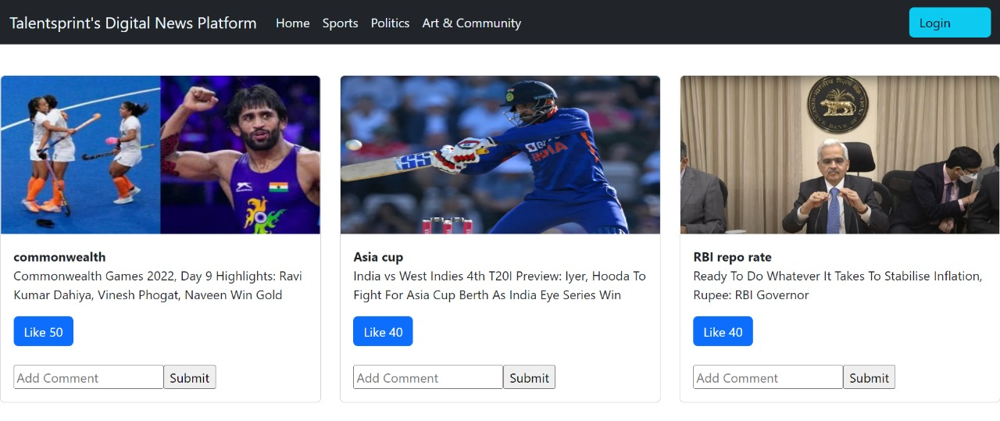 Talentsprint's Digital News Platform
Home
Sports
Politics
Art & Community
Login
INDIA
commonwealth
Commonwealth Games 2022, Day 9 Highlights: Ravi
Kumar Dahiya, Vinesh Phogat, Naveen Win Gold
Like 50
Add Comment
Submit
Asia cup
India vs West Indies 4th T20I Preview: Iyer, Hooda To
Fight For Asia Cup Berth As India Eye Series Win
Like 40
Add Comment
Submit
RBI repo rate
Ready To Do Whatever It Takes To Stabilise Inflation,
Rupee: RBI Governor
Like 40
Add Comment
Submit